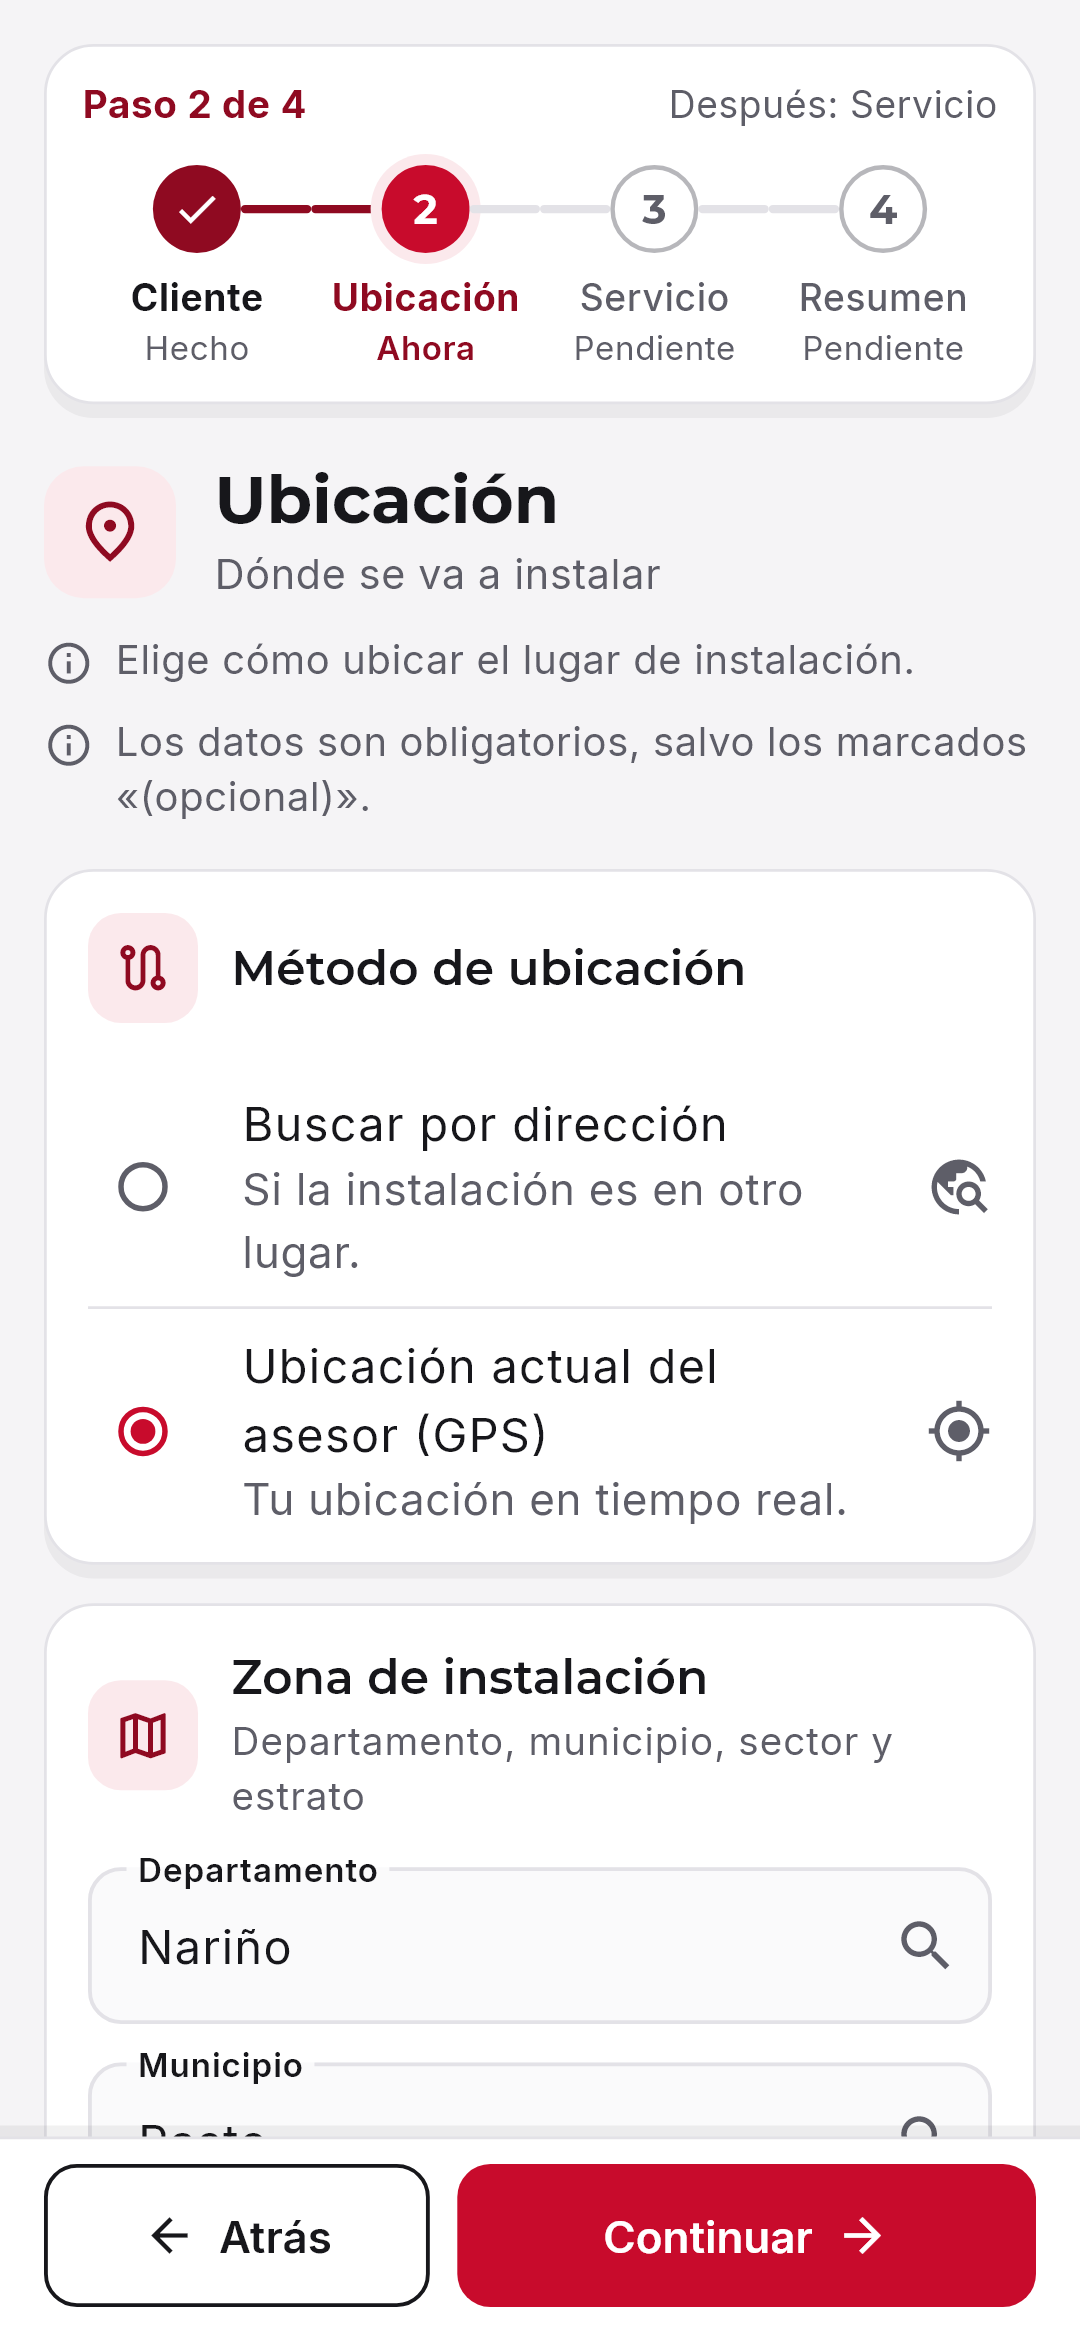 Paso 2 de 4
Después: Servicio
2
3
4
Cliente
Ubicación
Servicio
Resumen
Hecho
Ahora
Pendiente
Pendiente
Ubicación
Dónde se va a instalar
Elige cómo ubicar el lugar de instalación.
Los datos son obligatorios, salvo los marcados
«(opcional)».
Método de ubicación
Buscar por dirección
Si la instalación es en otro
lugar.
Ubicación actual del
asesor (GPS)
Tu ubicación en tiempo real.
Zona de instalación
Departamento, municipio, sector y
estrato
Departamento
Nariño
Municipio
Atrás
Continuar